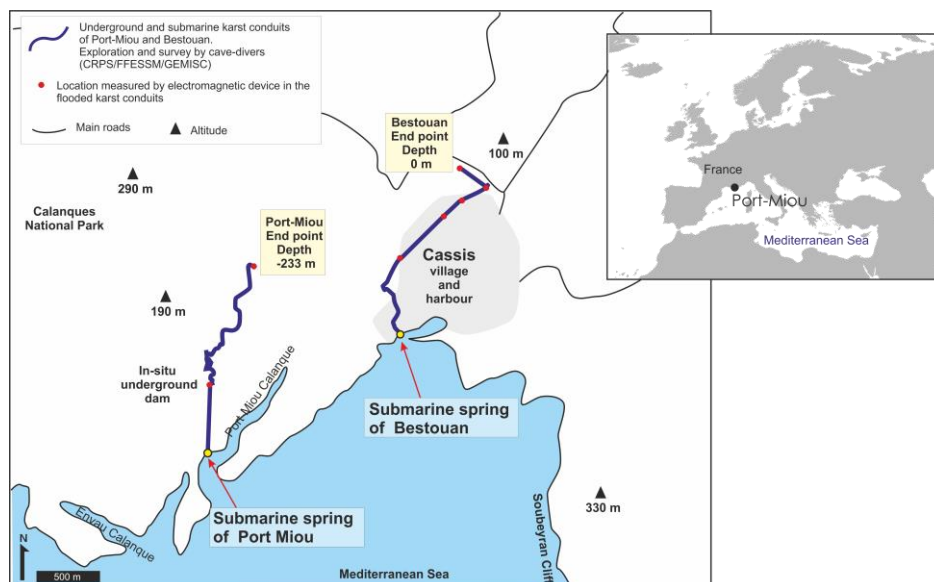 Underground and submarine karst conduits
of Port-Miou and Bestouan.
Exploration and survey by cave-divers
(CRPS/FFESSM/GEMISC)
Location measured by electromagnetic device in the
flooded karst conduits
Main roads
Altitude
Bestouan
End point
Depth
0 m
100 m
290 m
Calanques
National Park
Port-Miou
End point
Depth
-233 m
Cassis
village
and
harbour
190 m
In-situ
underground
dam
Port-Miou Calanque
Submarine spring
of Bestouan
Submarine spring
of Port Miou
Envau Calanque
330 m
Soubeyran Cliff
N
500 m
Mediterranean Sea
France
Port-Miou
Mediterranean Sea